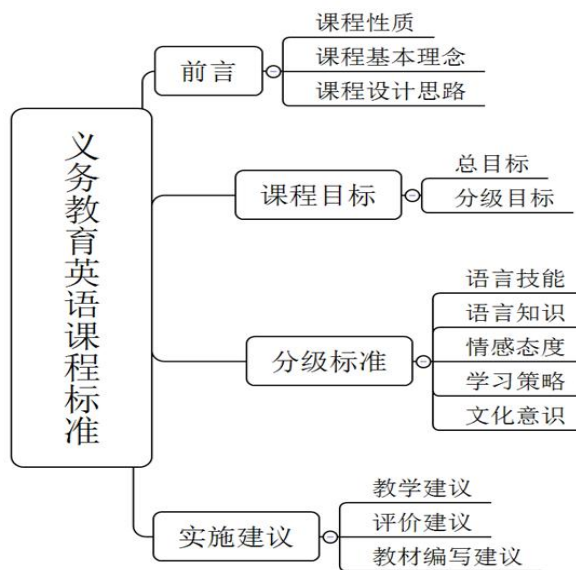 义务教育英语课程标准
前言
课程性质
课程基本理念
课程设计思路
课程目标
总目标
分级目标
分级标准
语言技能
语言知识
情感态度
学习策略
文化意识
实施建议
教学建议
评价建议
教材编写建议